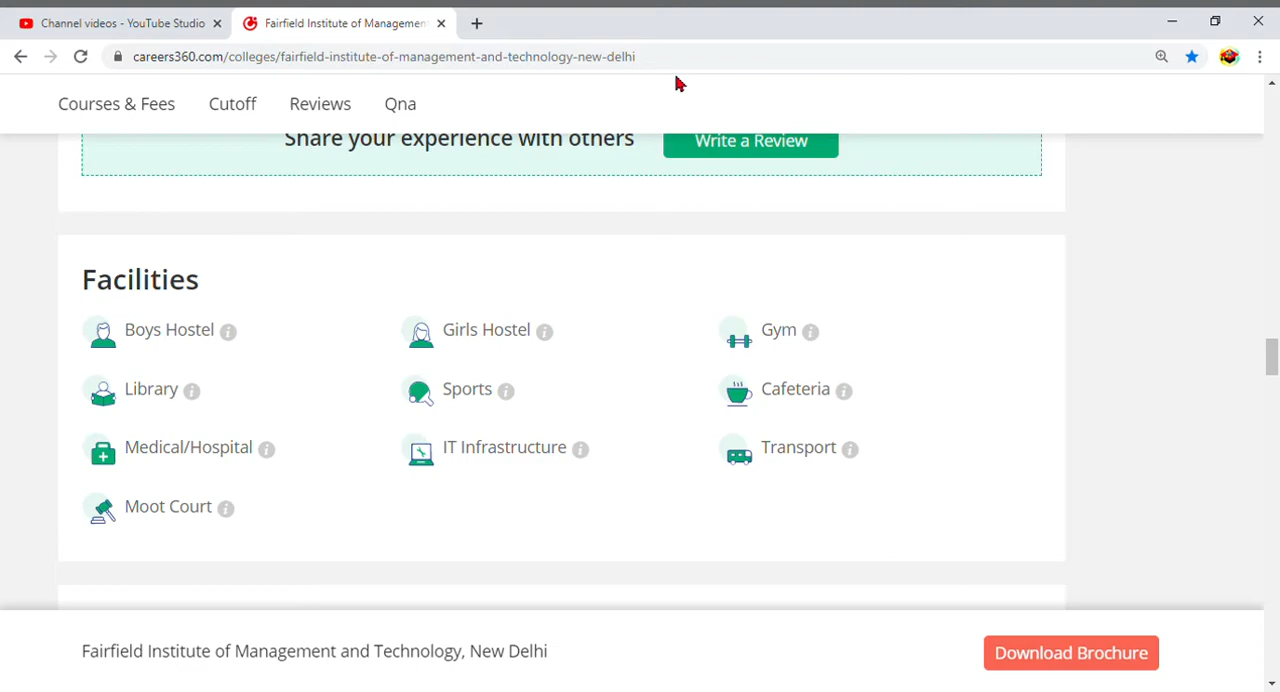 Channel videos - YouTube Studio
Fairfield Institute of Managemen
careers360.com/colleges/fairfield-institute-of-management-and-technology-new-delhi
Courses & Fees Cutoff Reviews Qna
Share your experience with others Write a Review
Facilities
Boys Hostel Girls Hostel Gym
Library Sports Cafeteria
Medical/Hospital IT Infrastructure Transport
Moot Court
Fairfield Institute of Management and Technology, New Delhi Download Brochure